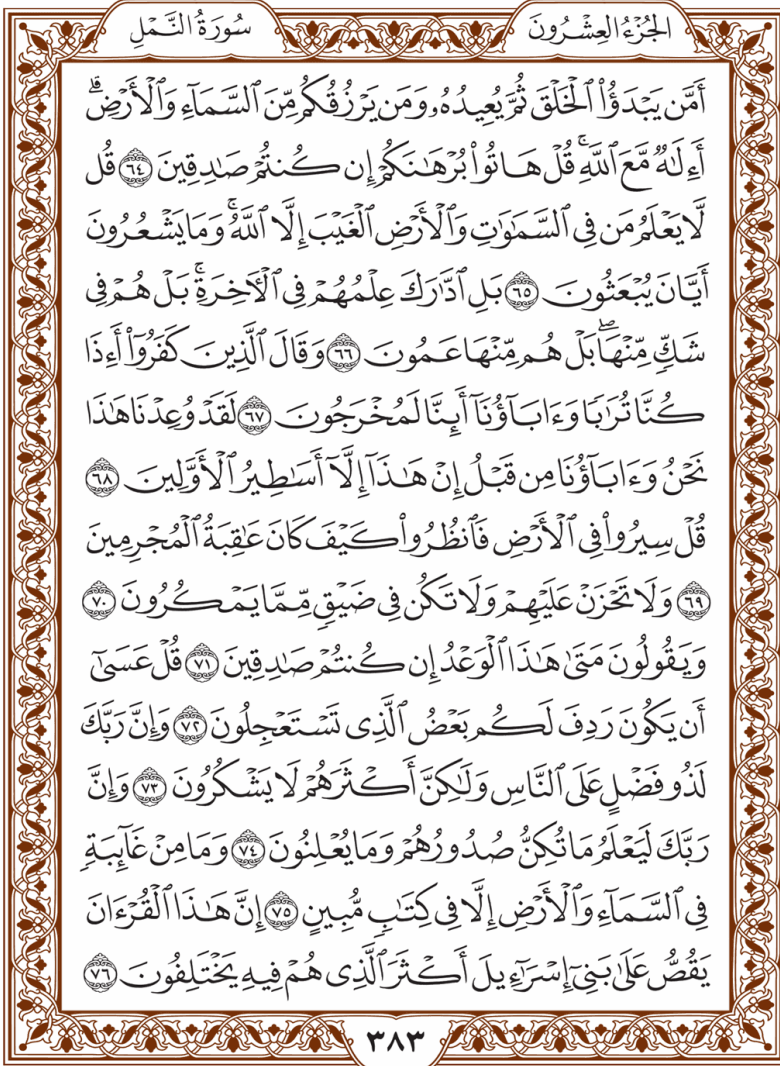 الجُزْءُ العِشْرُونَ
سُورَةُ النَّمْلِ
أَمَّن يَبْدَؤُاْ ٱلْخَلْقَ ثُمَّ يُعِيدُهُۥ وَمَن يَرْزُقُكُم مِّنَ ٱلسَّمَآءِ وَٱلْأَرْضِۗ
أَءِلَٰهٞ مَّعَ ٱللَّهِۚ قُلْ هَاتُواْ بُرْهَٰنَكُمْ إِن كُنتُمْ صَٰدِقِينَ ٦٤ قُل
لَّا يَعْلَمُ مَن فِي ٱلسَّمَٰوَٰتِ وَٱلْأَرْضِ ٱلْغَيْبَ إِلَّا ٱللَّهُۚ وَمَا يَشْعُرُونَ
أَيَّانَ يُبْعَثُونَ ٦٥ بَلِ ٱدَّٰرَكَ عِلْمُهُمْ فِي ٱلْأٓخِرَةِۚ بَلْ هُمْ فِي
شَكّٖ مِّنْهَاۖ بَلْ هُم مِّنْهَا عَمُونَ ٦٦ وَقَالَ ٱلَّذِينَ كَفَرُوٓاْ أَءِذَا
كُنَّا تُرَٰبٗا وَءَابَآؤُنَآ أَئِنَّا لَمُخْرَجُونَ ٦٧ لَقَدْ وُعِدْنَا هَٰذَا
نَحْنُ وَءَابَآؤُنَا مِن قَبْلُ إِنْ هَٰذَآ إِلَّآ أَسَٰطِيرُ ٱلْأَوَّلِينَ ٦٨
قُلْ سِيرُواْ فِي ٱلْأَرْضِ فَٱنظُرُواْ كَيْفَ كَانَ عَٰقِبَةُ ٱلْمُجْرِمِينَ
٦٩ وَلَا تَحْزَنْ عَلَيْهِمْ وَلَا تَكُن فِي ضَيْقٖ مِّمَّا يَمْكُرُونَ ٧٠
وَيَقُولُونَ مَتَىٰ هَٰذَا ٱلْوَعْدُ إِن كُنتُمْ صَٰدِقِينَ ٧١ قُلْ عَسَىٰٓ
أَن يَكُونَ رَدِفَ لَكُم بَعْضُ ٱلَّذِي تَسْتَعْجِلُونَ ٧٢ وَإِنَّ رَبَّكَ
لَذُو فَضْلٍ عَلَى ٱلنَّاسِ وَلَٰكِنَّ أَكْثَرَهُمْ لَا يَشْكُرُونَ ٧٣ وَإِنَّ
رَبَّكَ لَيَعْلَمُ مَا تُكِنُّ صُدُورُهُمْ وَمَا يُعْلِنُونَ ٧٤ وَمَا مِنْ غَآئِبَةٖ
فِي ٱلسَّمَآءِ وَٱلْأَرْضِ إِلَّا فِي كِتَٰبٖ مُّبِينٍ ٧٥ إِنَّ هَٰذَا ٱلْقُرْءَانَ
يَقُصُّ عَلَىٰ بَنِيٓ إِسْرَٰٓءِيلَ أَكْثَرَ ٱلَّذِي هُمْ فِيهِ يَخْتَلِفُونَ ٧٦
٣٨٣